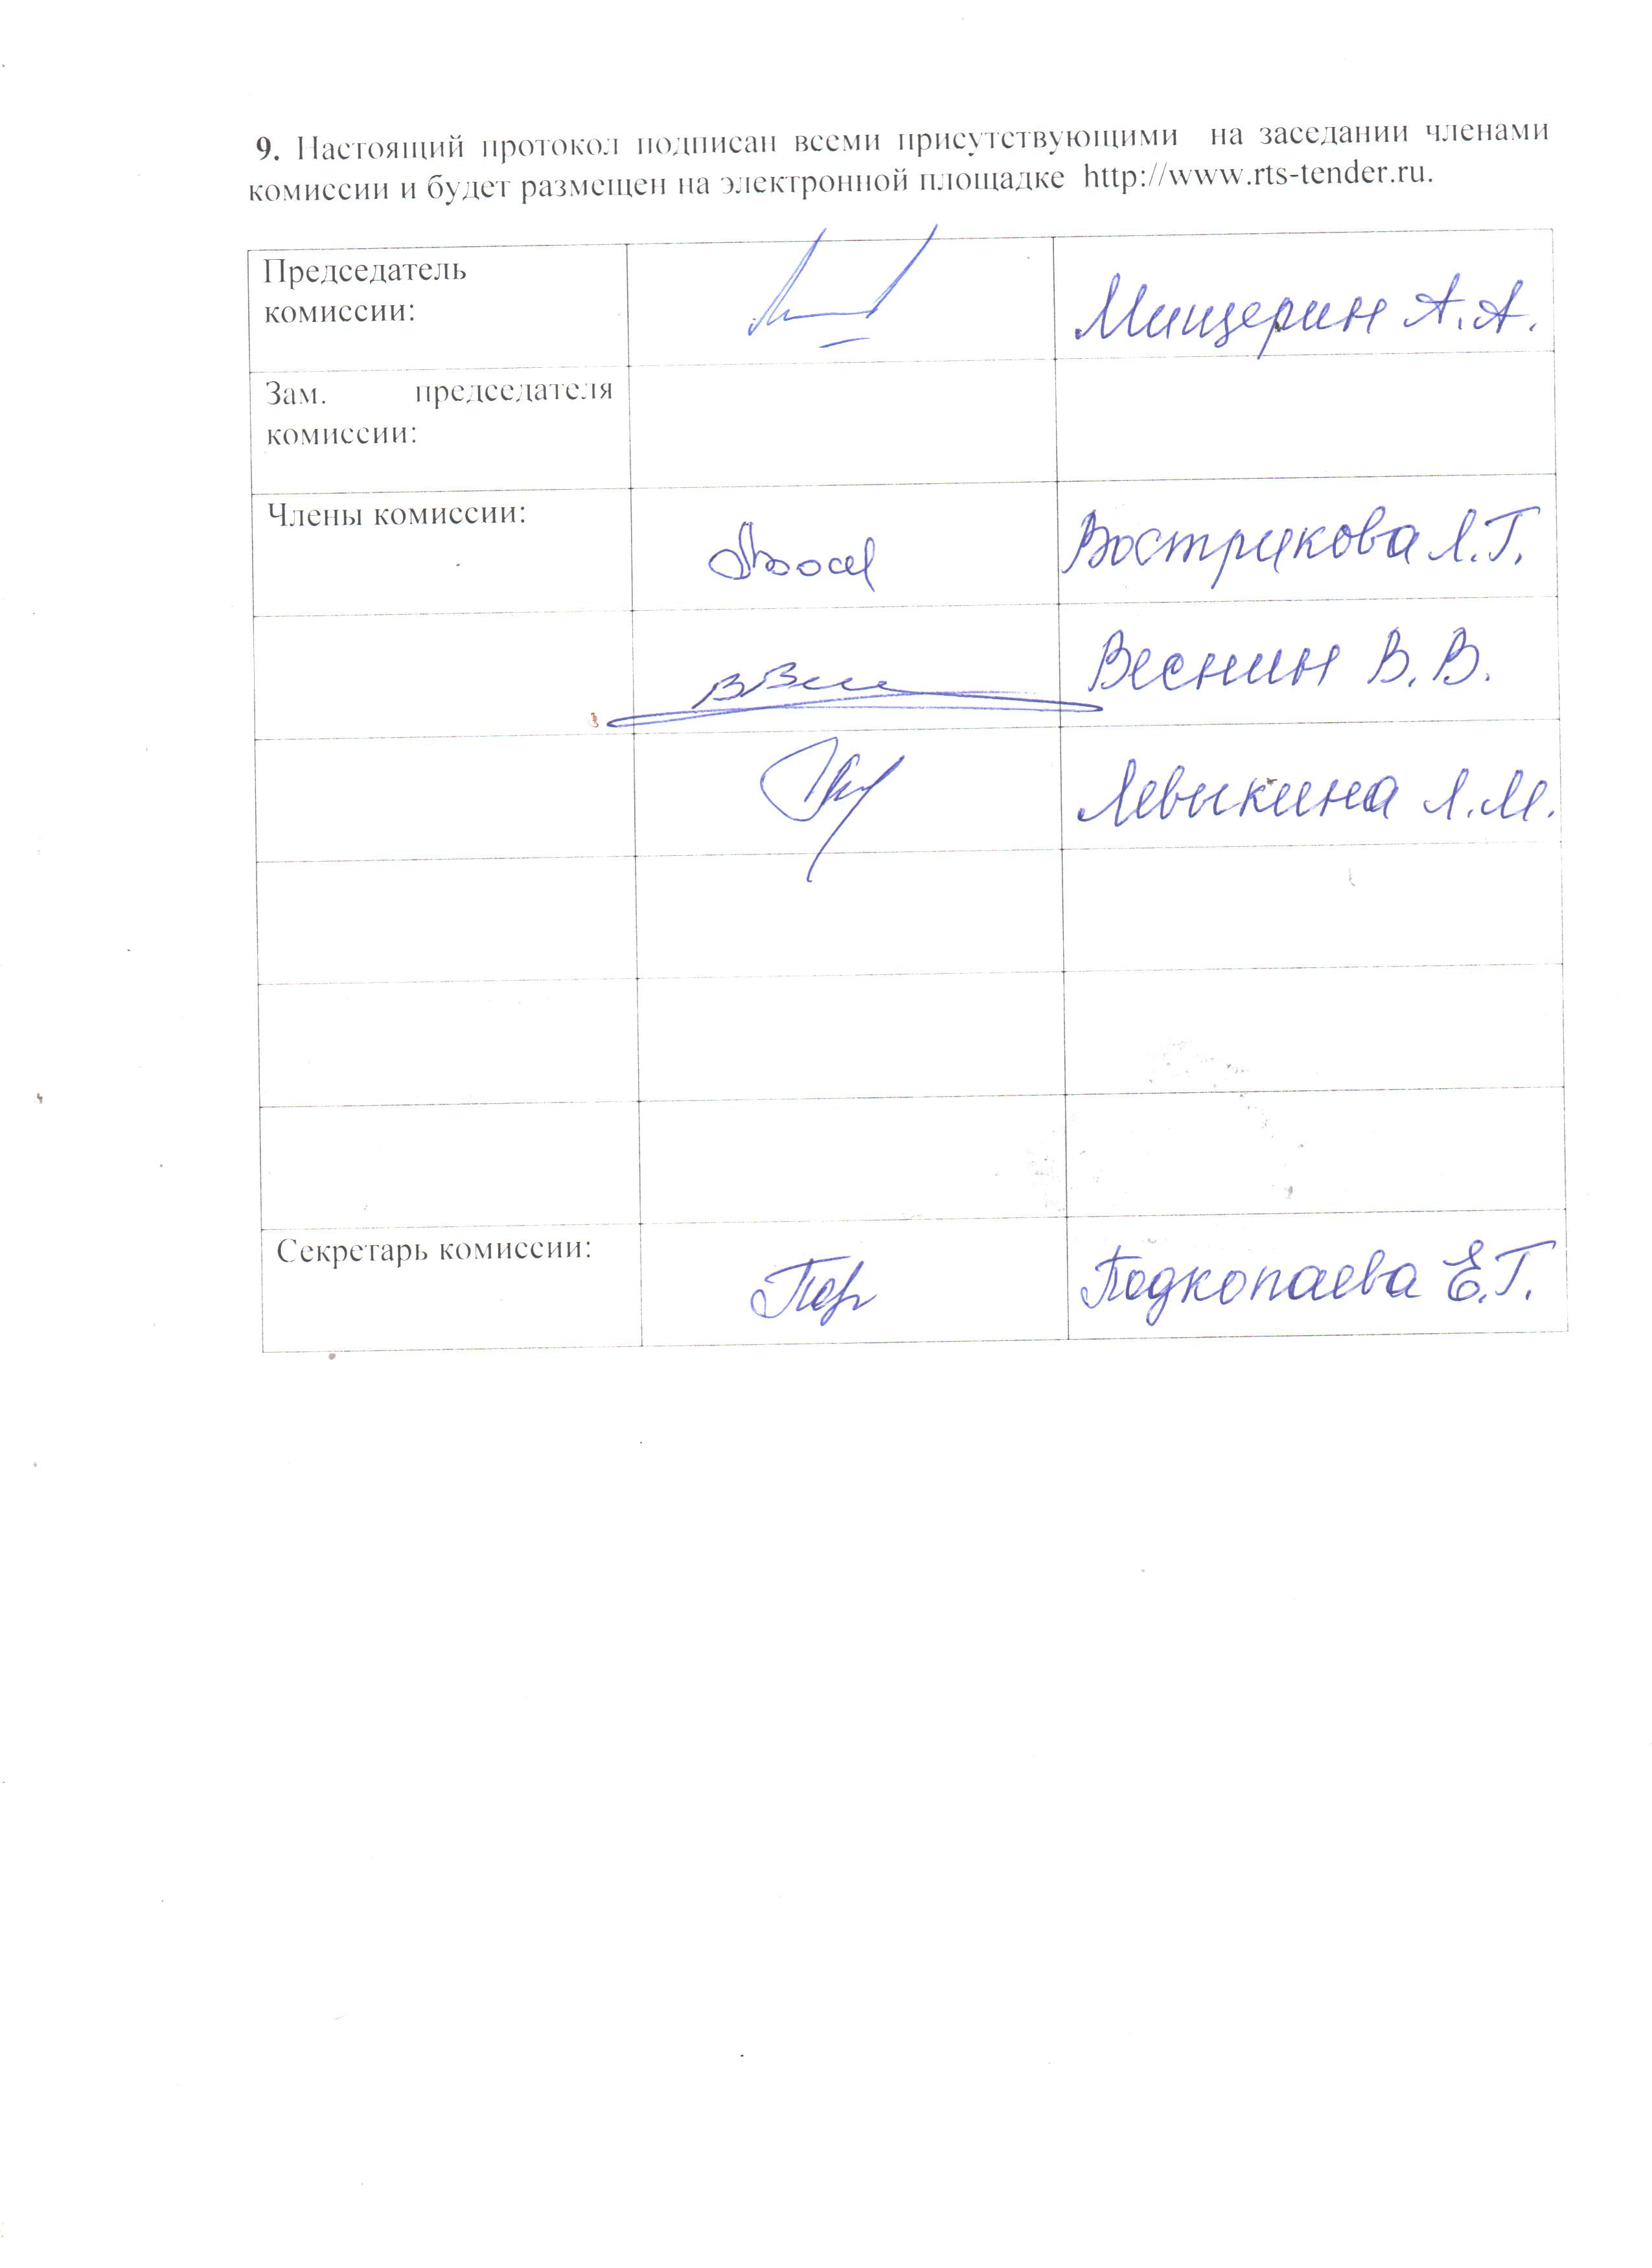 9. Настоящий протокол подписан всеми присутствующими на заседании членами
комиссии и будет размещен на электронной площадке http://www.rts-tender.ru.
Председатель
комиссии:
Мищерин А.А.
Зам. председателя
комиссии:
Члены комиссии:
Вострикова Л.Г.
Веснин В.В.
Левыкина Л.М.
Секретарь комиссии:
Подкопаева Е.Г.